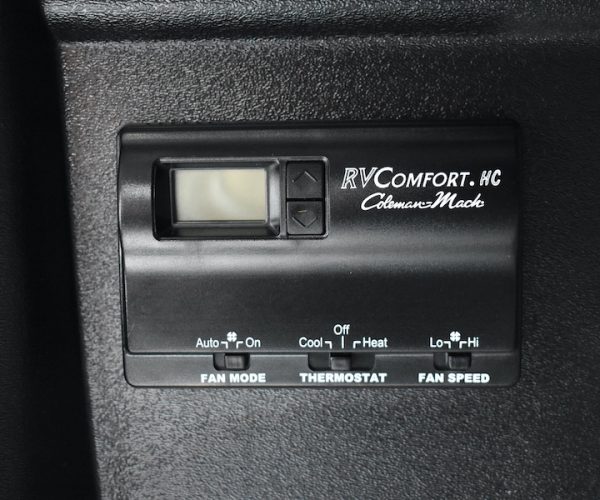 RVCOMFORT.HC
Coleman-Mach
Off
Auto On Cool Heat Lo Hi
FAN MODE THERMOSTAT FAN SPEED